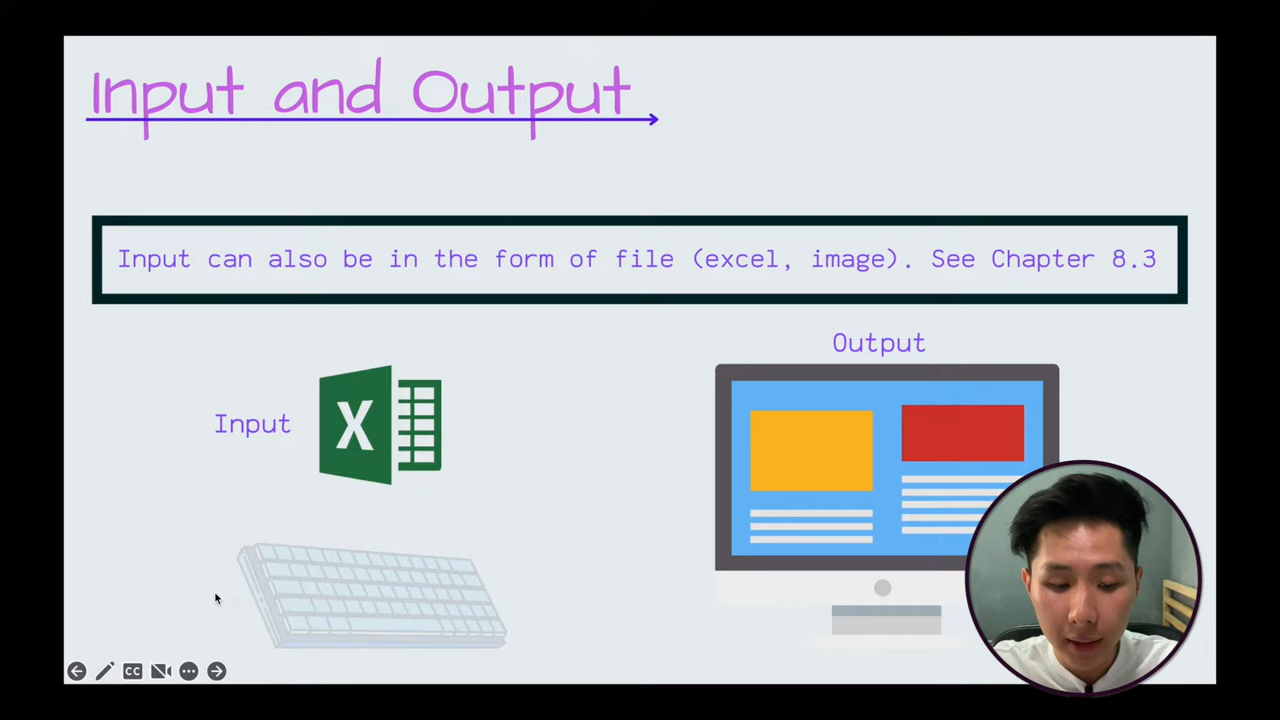 Input and Output
Input can also be in the form of file (excel, image). See Chapter 8.3
Output
Input
X
CC